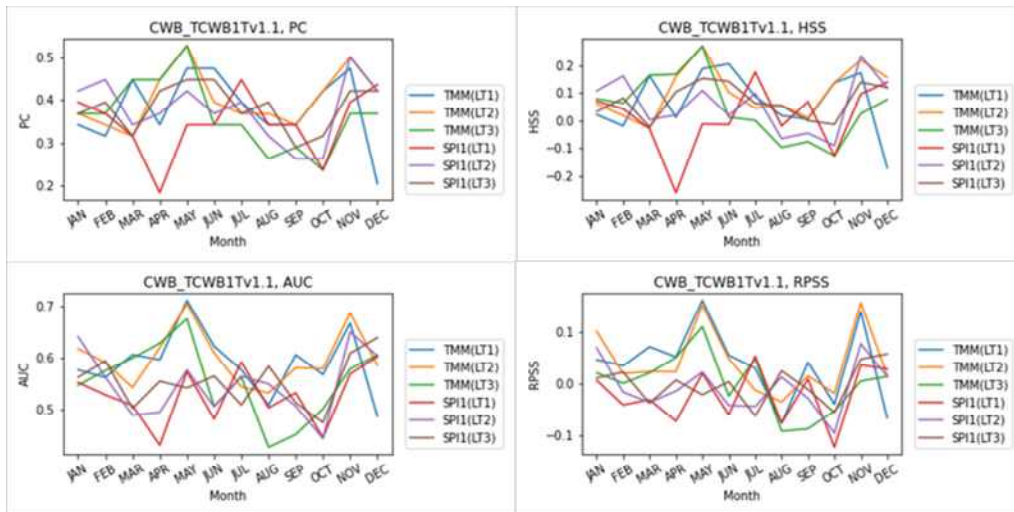 CWB_TCWB1Tv1.1, PC
PC
0.5
0.4
0.3
0.2
JAN FEB MAR APR MAY JUN JUL AUG SEP OCT NOV DEC
Month
TMM(LT1)
TMM(LT2)
TMM(LT3)
SPI1(LT1)
SPI1(LT2)
SPI1(LT3)
CWB_TCWB1Tv1.1, HSS
HSS
0.2
0.1
0.0
−0.1
−0.2
JAN FEB MAR APR MAY JUN JUL AUG SEP OCT NOV DEC
Month
TMM(LT1)
TMM(LT2)
TMM(LT3)
SPI1(LT1)
SPI1(LT2)
SPI1(LT3)
CWB_TCWB1Tv1.1, AUC
AUC
0.7
0.6
0.5
JAN FEB MAR APR MAY JUN JUL AUG SEP OCT NOV DEC
Month
TMM(LT1)
TMM(LT2)
TMM(LT3)
SPI1(LT1)
SPI1(LT2)
SPI1(LT3)
CWB_TCWB1Tv1.1, RPSS
RPSS
0.1
0.0
−0.1
JAN FEB MAR APR MAY JUN JUL AUG SEP OCT NOV DEC
Month
TMM(LT1)
TMM(LT2)
TMM(LT3)
SPI1(LT1)
SPI1(LT2)
SPI1(LT3)